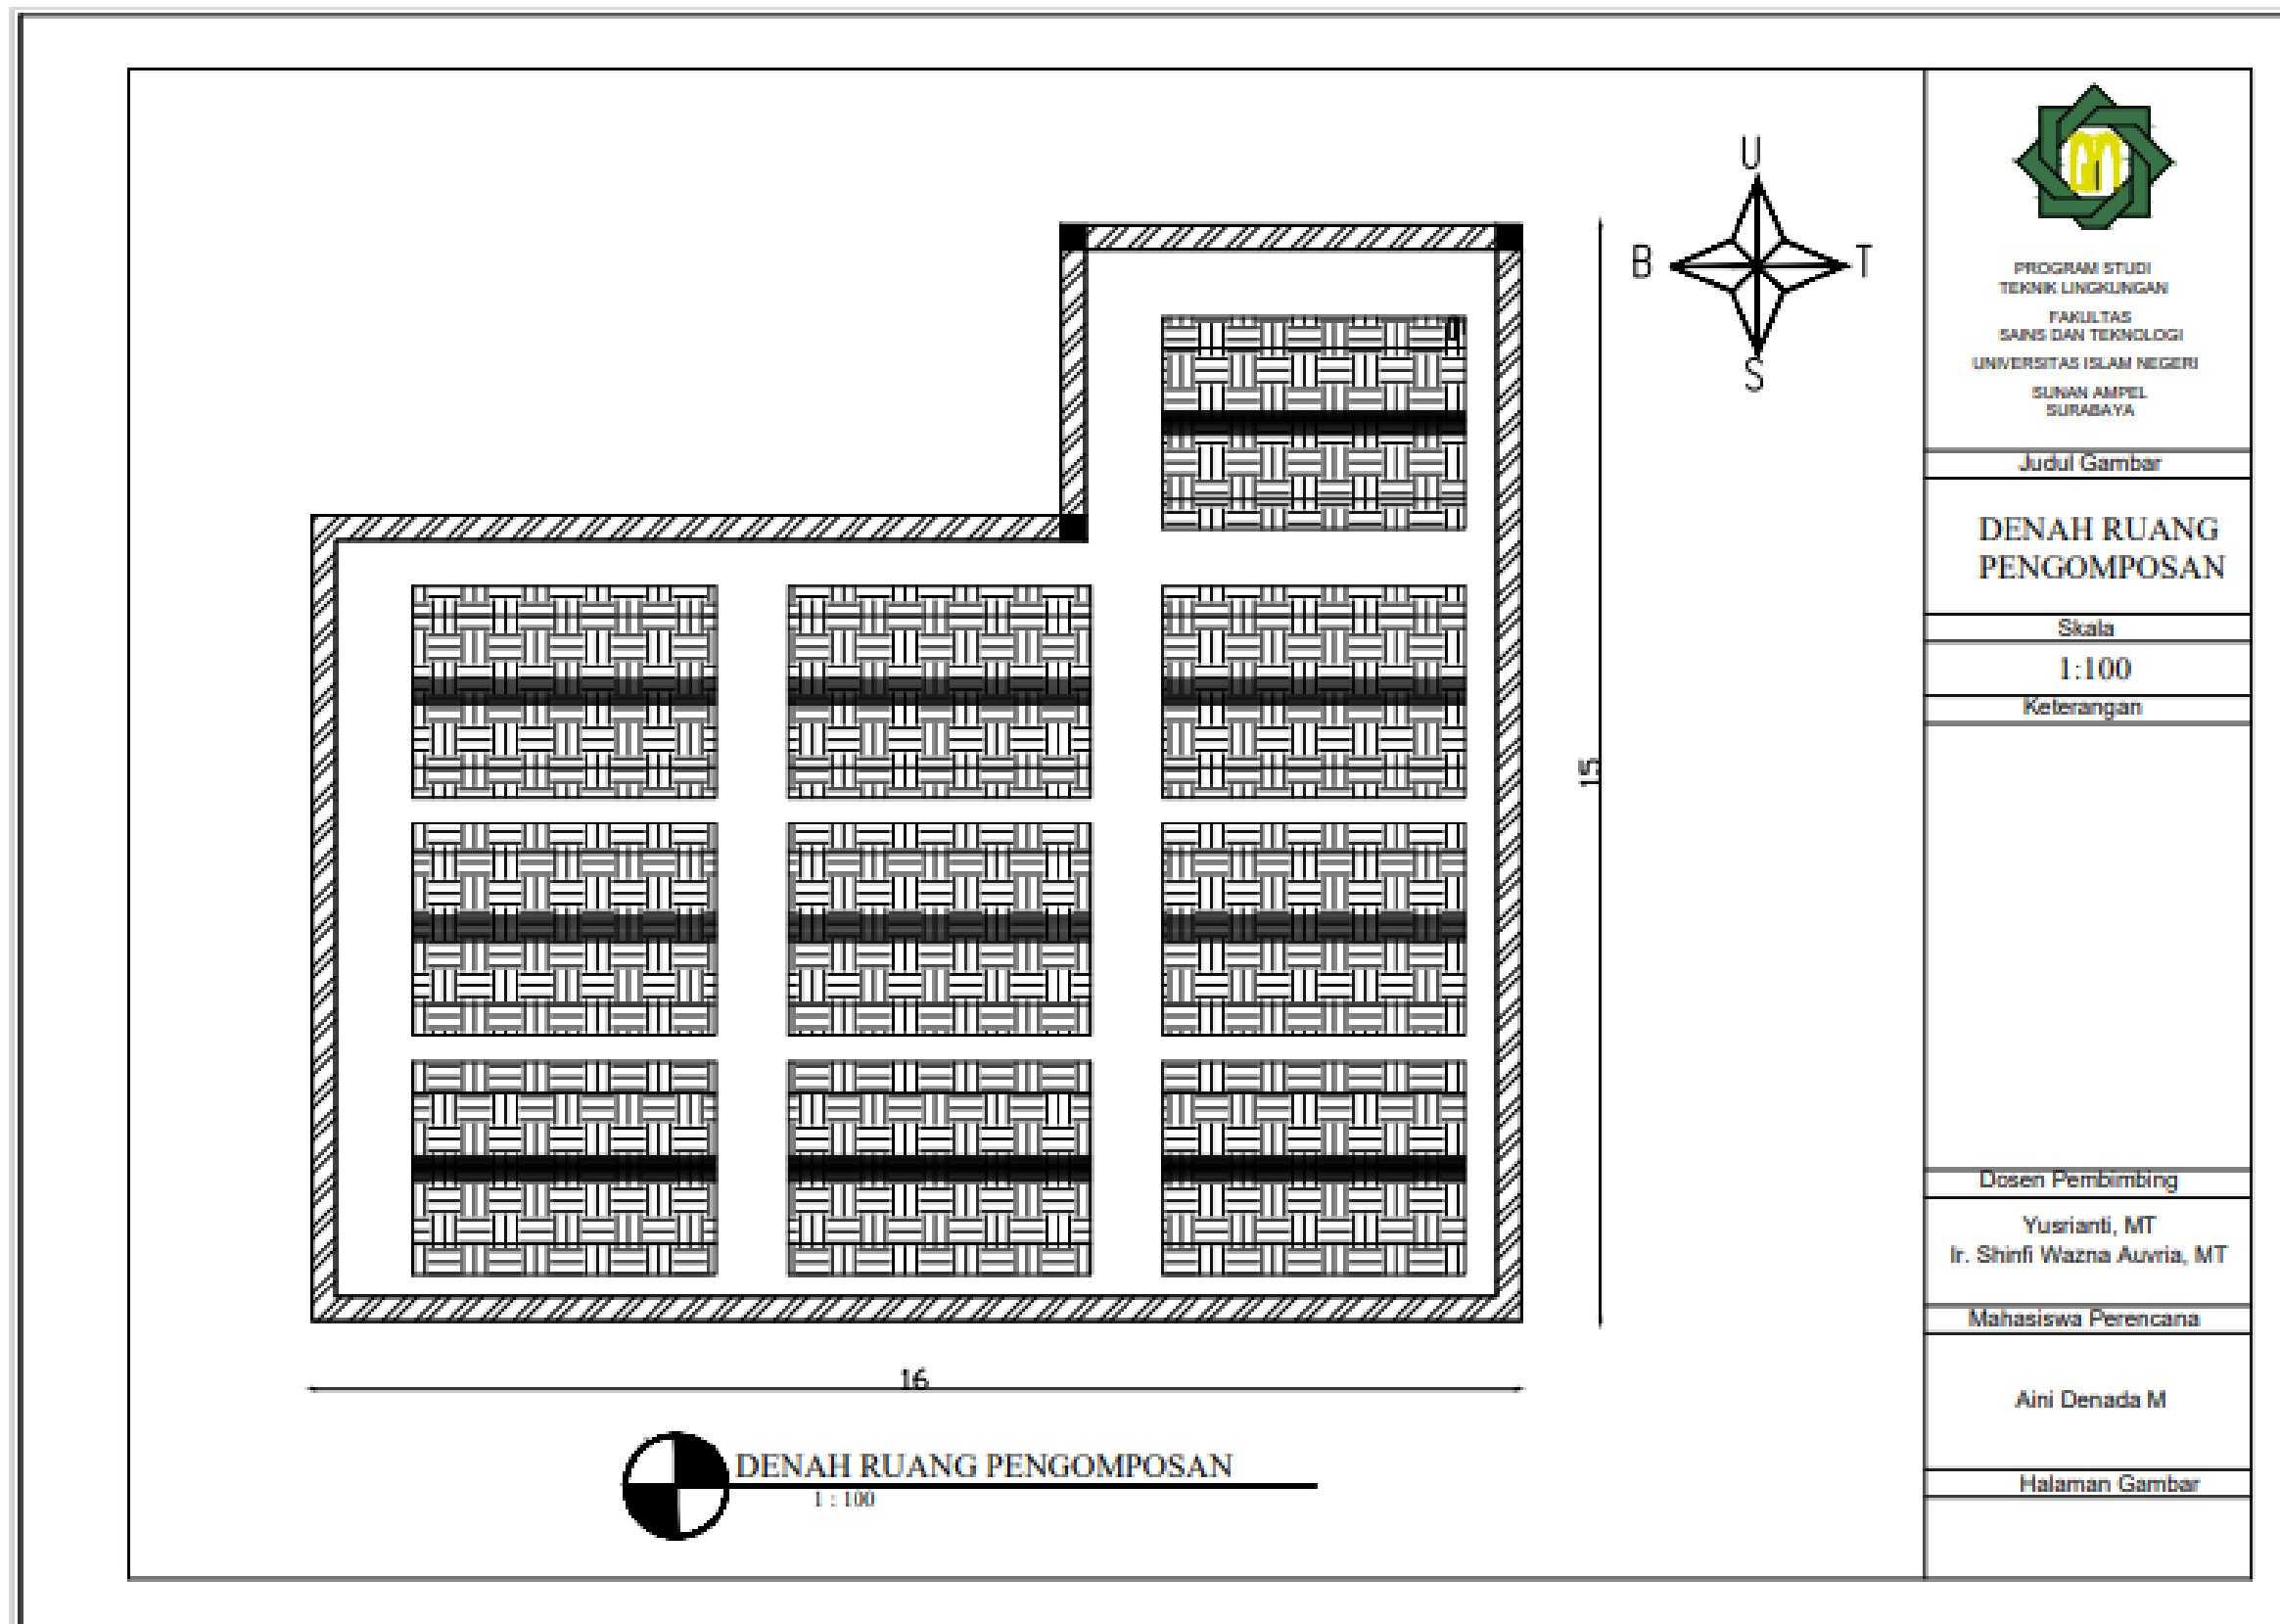 U
B
T
S
15
16
DENAH RUANG PENGOMPOSAN
1 : 100
PROGRAM STUDI
TEKNIK LINGKUNGAN
FAKULTAS
SAINS DAN TEKNOLOGI
UNIVERSITAS ISLAM NEGERI
SUNAN AMPEL
SURABAYA
Judul Gambar
DENAH RUANG
PENGOMPOSAN
Skala
1:100
Keterangan
Dosen Pembimbing
Yusrianti, MT
Ir. Shinfi Wazna Auvria, MT
Mahasiswa Perencana
Aini Denada M
Halaman Gambar